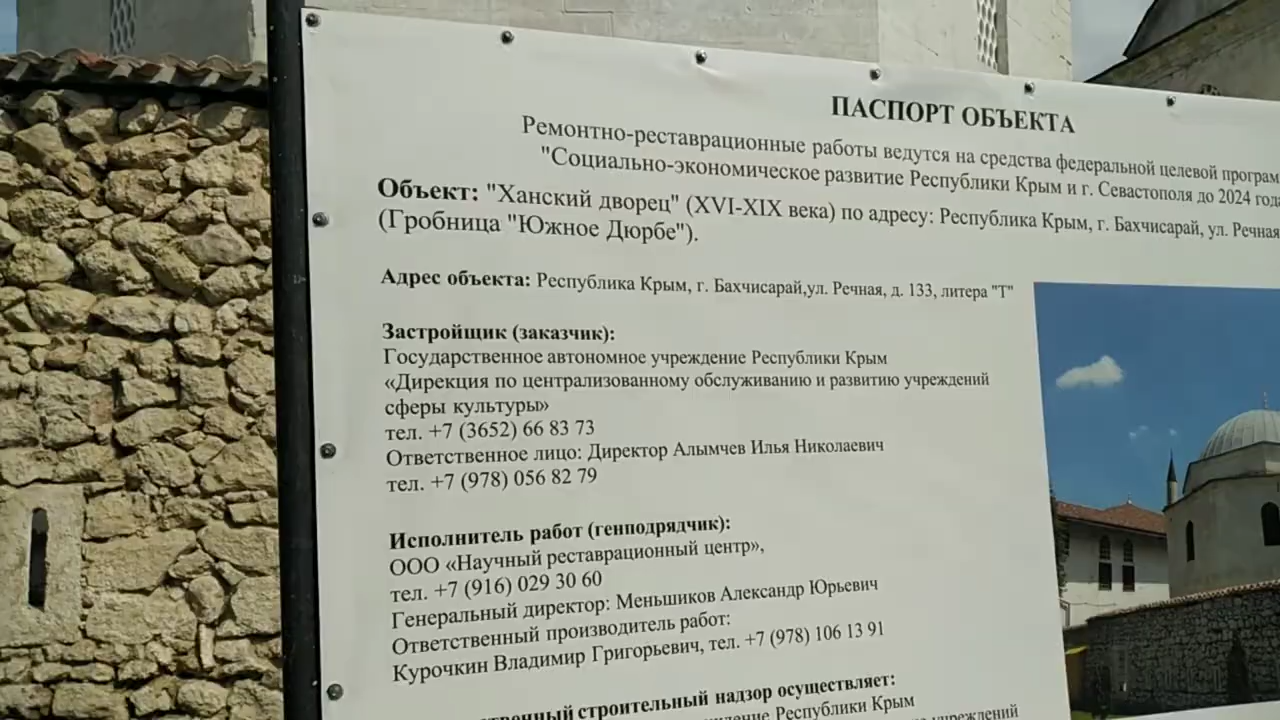 ПАСПОРТ ОБЪЕКТА
Ремонтно-реставрационные работы ведутся на средства федеральной целевой
"Социально-экономическое развитие Республики Крым и г. Севастополя до 2024
Объект: "Ханский дворец" (XVI-XIX века) по адресу: Республика Крым, г. Бахчисарай, ул. Речная
(Гробница "Южное Дюрбе").
Адрес объекта: Республика Крым, г. Бахчисарай,ул. Речная, д. 133, литера "Т"
Застройщик (заказчик):
Государственное автономное учреждение Республики Крым
«Дирекция по централизованному обслуживанию и развитию учреждений
сферы культуры»
тел. +7 (3652) 66 83 73
Ответственное лицо: Директор Алымчев Илья Николаевич
тел. +7 (978) 056 82 79
Исполнитель работ (генподрядчик):
ООО «Научный реставрационный центр»,
тел. +7 (916) 029 30 60
Генеральный директор: Меньшиков Александр Юрьевич
Ответственный производитель работ:
Курочкин Владимир Григорьевич, тел. +7 (978) 106 13 91
строительный надзор осуществляет:
Республики Крым
учреждений